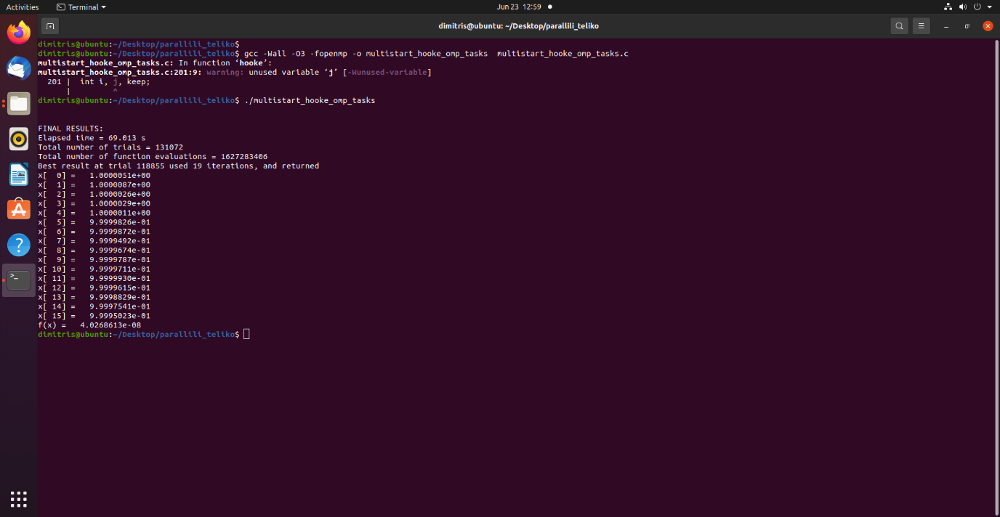 Activities
Terminal
Jun 23 12:59
dimitris@ubuntu: ~/Desktop/parallili_teliko
dimitris@ubuntu:~/Desktop/parallili_teliko$
dimitris@ubuntu:~/Desktop/parallili_teliko$ gcc -Wall -O3 -fopenmp -o multistart_hooke_omp_tasks  multistart_hooke_omp_tasks.c
multistart_hooke_omp_tasks.c: In function ‘hooke’:
multistart_hooke_omp_tasks.c:201:9: warning: unused variable ‘j’ [-Wunused-variable]
  201 |  int i, j, keep;
      |         ^
dimitris@ubuntu:~/Desktop/parallili_teliko$ ./multistart_hooke_omp_tasks
FINAL RESULTS:
Elapsed time = 69.013 s
Total number of trials = 131072
Total number of function evaluations = 1627283406
Best result at trial 118855 used 19 iterations, and returned
x[  0] =   1.0000051e+00
x[  1] =   1.0000087e+00
x[  2] =   1.0000026e+00
x[  3] =   1.0000029e+00
x[  4] =   1.0000011e+00
x[  5] =   9.9999826e-01
x[  6] =   9.9999872e-01
x[  7] =   9.9999492e-01
x[  8] =   9.9999674e-01
x[  9] =   9.9999787e-01
x[ 10] =   9.9999711e-01
x[ 11] =   9.9999930e-01
x[ 12] =   9.9999615e-01
x[ 13] =   9.9998829e-01
x[ 14] =   9.9997541e-01
x[ 15] =   9.9995023e-01
f(x) =   4.0268613e-08
dimitris@ubuntu:~/Desktop/parallili_teliko$